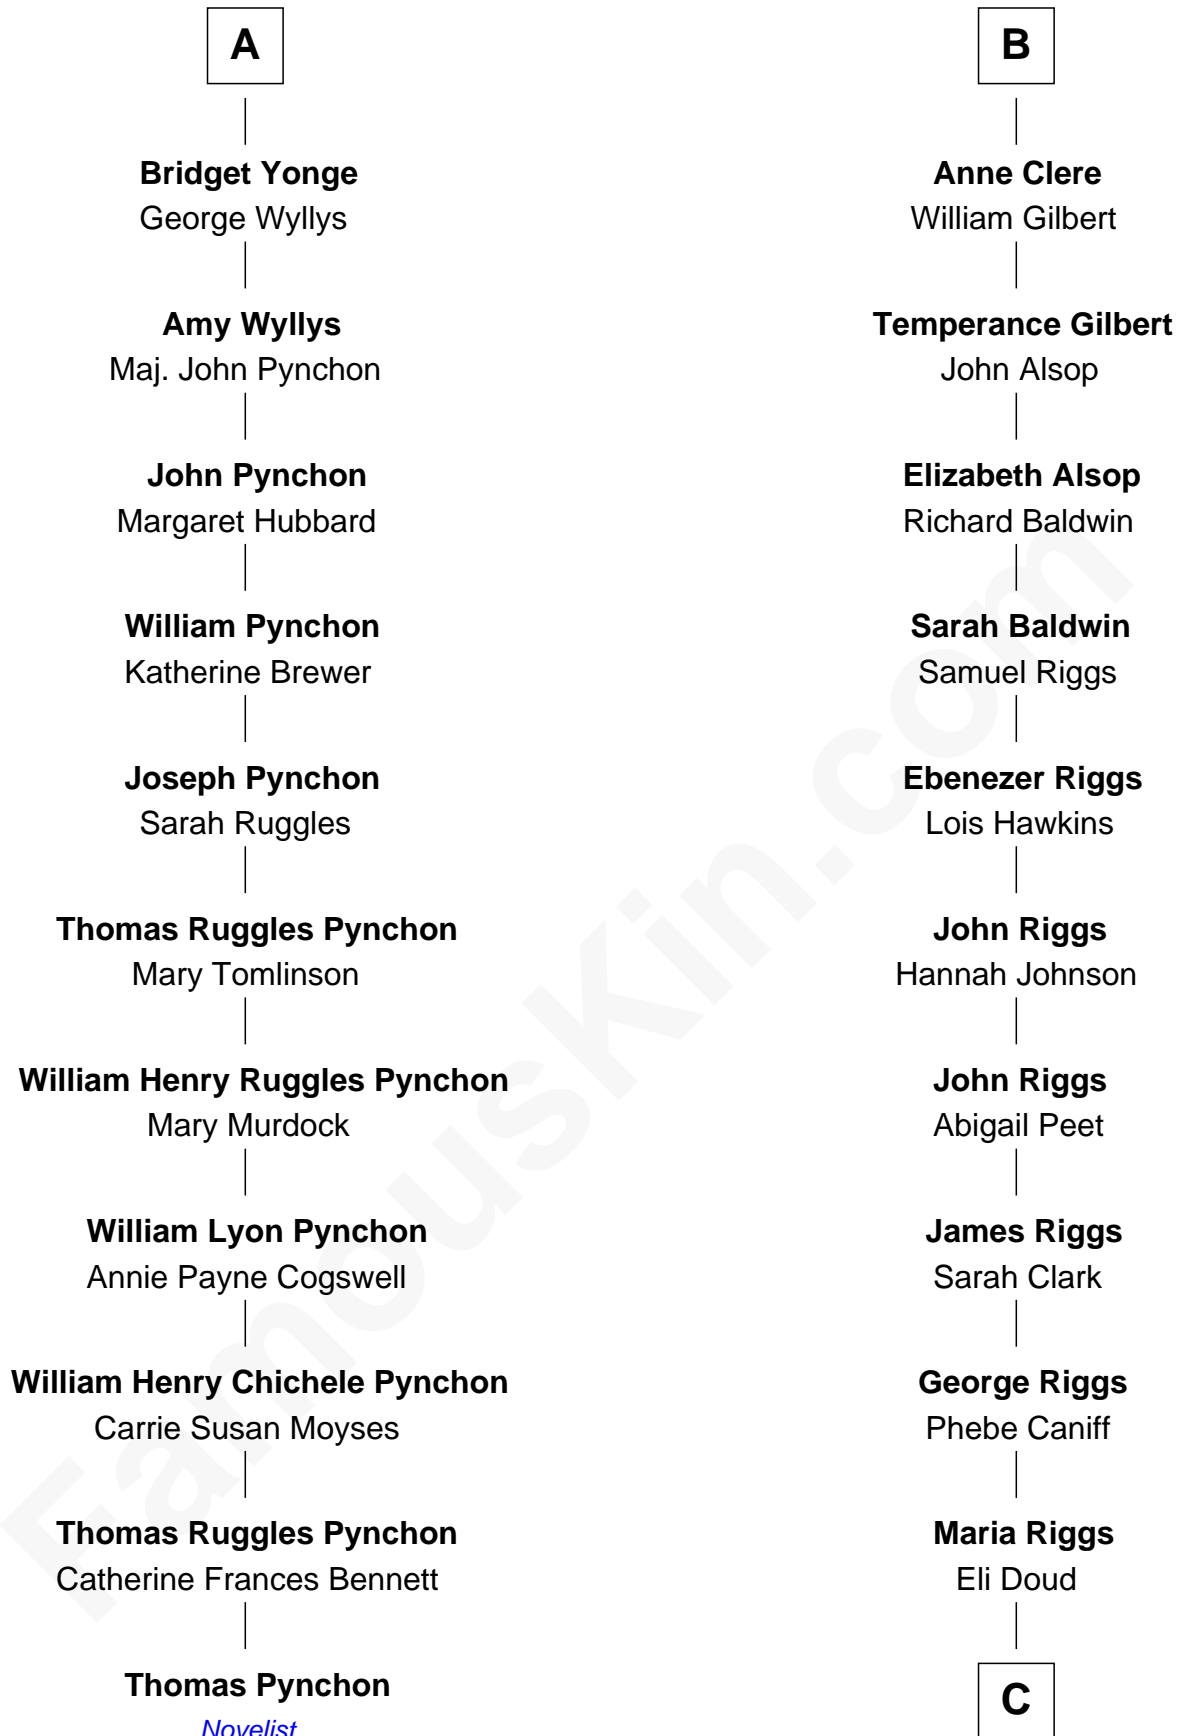 A
Bridget Yonge
George Wyllys
Amy Wyllys
Maj. John Pynchon
John Pynchon
Margaret Hubbard
William Pynchon
Katherine Brewer
Joseph Pynchon
Sarah Ruggles
Thomas Ruggles Pynchon
Mary Tomlinson
William Henry Ruggles Pynchon
Mary Murdock
William Lyon Pynchon
Annie Payne Cogswell
William Henry Chichele Pynchon
Carrie Susan Moyses
Thomas Ruggles Pynchon
Catherine Frances Bennett
Thomas Pynchon
Novelist
B
Anne Clere
William Gilbert
Temperance Gilbert
John Alsop
Elizabeth Alsop
Richard Baldwin
Sarah Baldwin
Samuel Riggs
Ebenezer Riggs
Lois Hawkins
John Riggs
Hannah Johnson
John Riggs
Abigail Peet
James Riggs
Sarah Clark
George Riggs
Phebe Caniff
Maria Riggs
Eli Doud
C
FamousKin.com